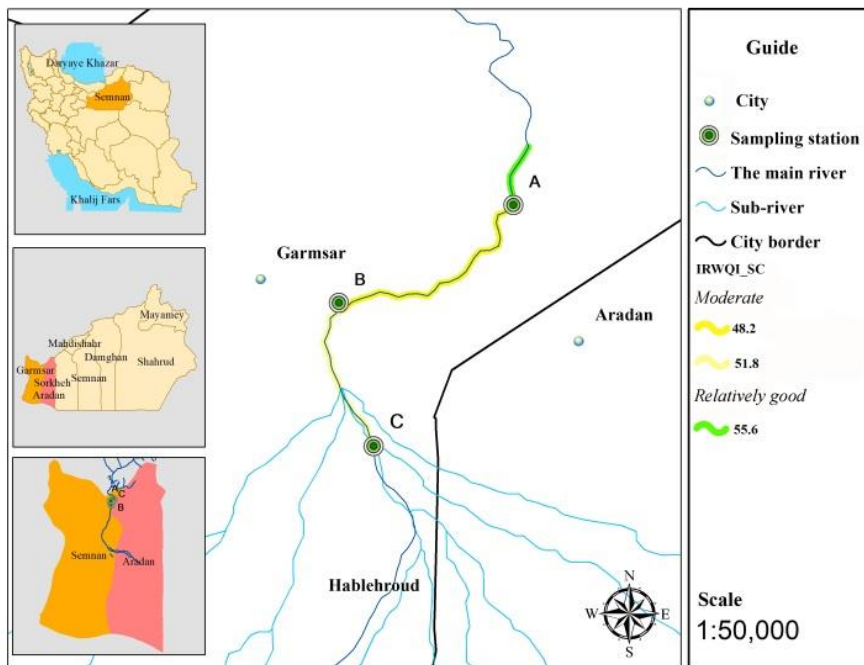 Daryaye Khazar
Semnan
Khalij Fars
Mayamey
Mahdishahr
Damghan
Shahrud
Garmsar
Sorkheh
Semnan
Aradan
C
B
Semnan
Aradan
A
Garmsar
B
Aradan
C
Hablehroud
N
W
E
S
Guide
City
Sampling station
The main river
Sub-river
City border
IRWQI_SC
Moderate
48.2
51.8
Relatively good
55.6
Scale
1:50,000